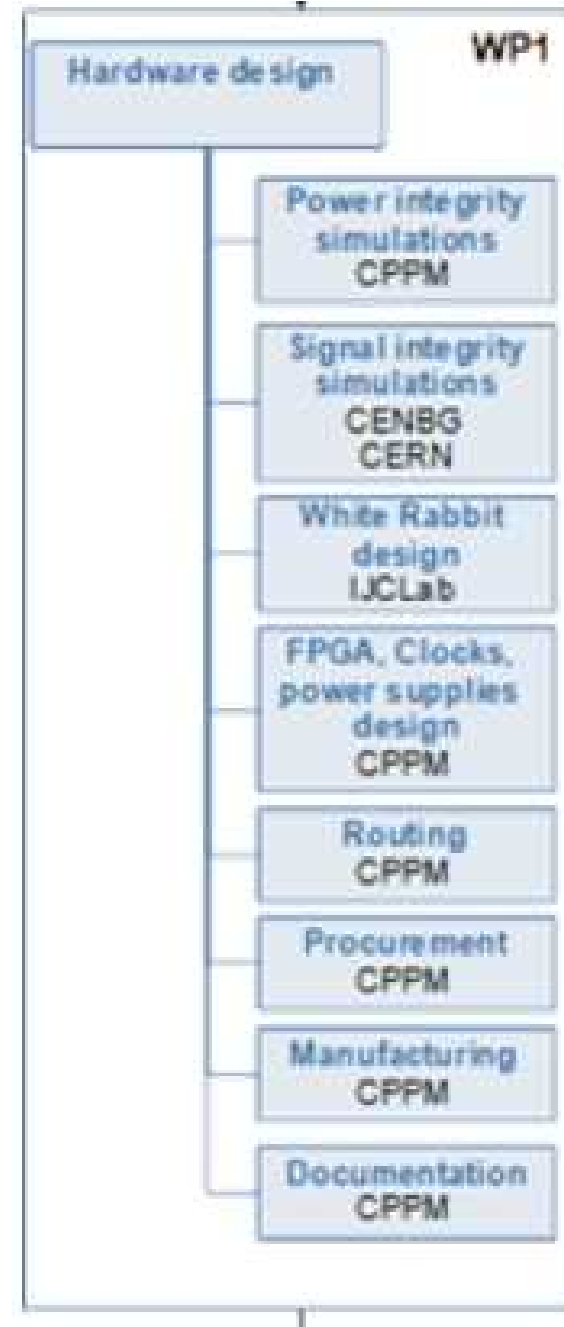 WP1
Hardware design
Power integrity
simulations
CPPM
Signal integrity
simulations
CENBG
CERN
White Rabbit
design
IJCLab
FPGA, Clocks,
power supplies
design
CPPM
Routing
CPPM
Procurement
CPPM
Manufacturing
CPPM
Documentation
CPPM